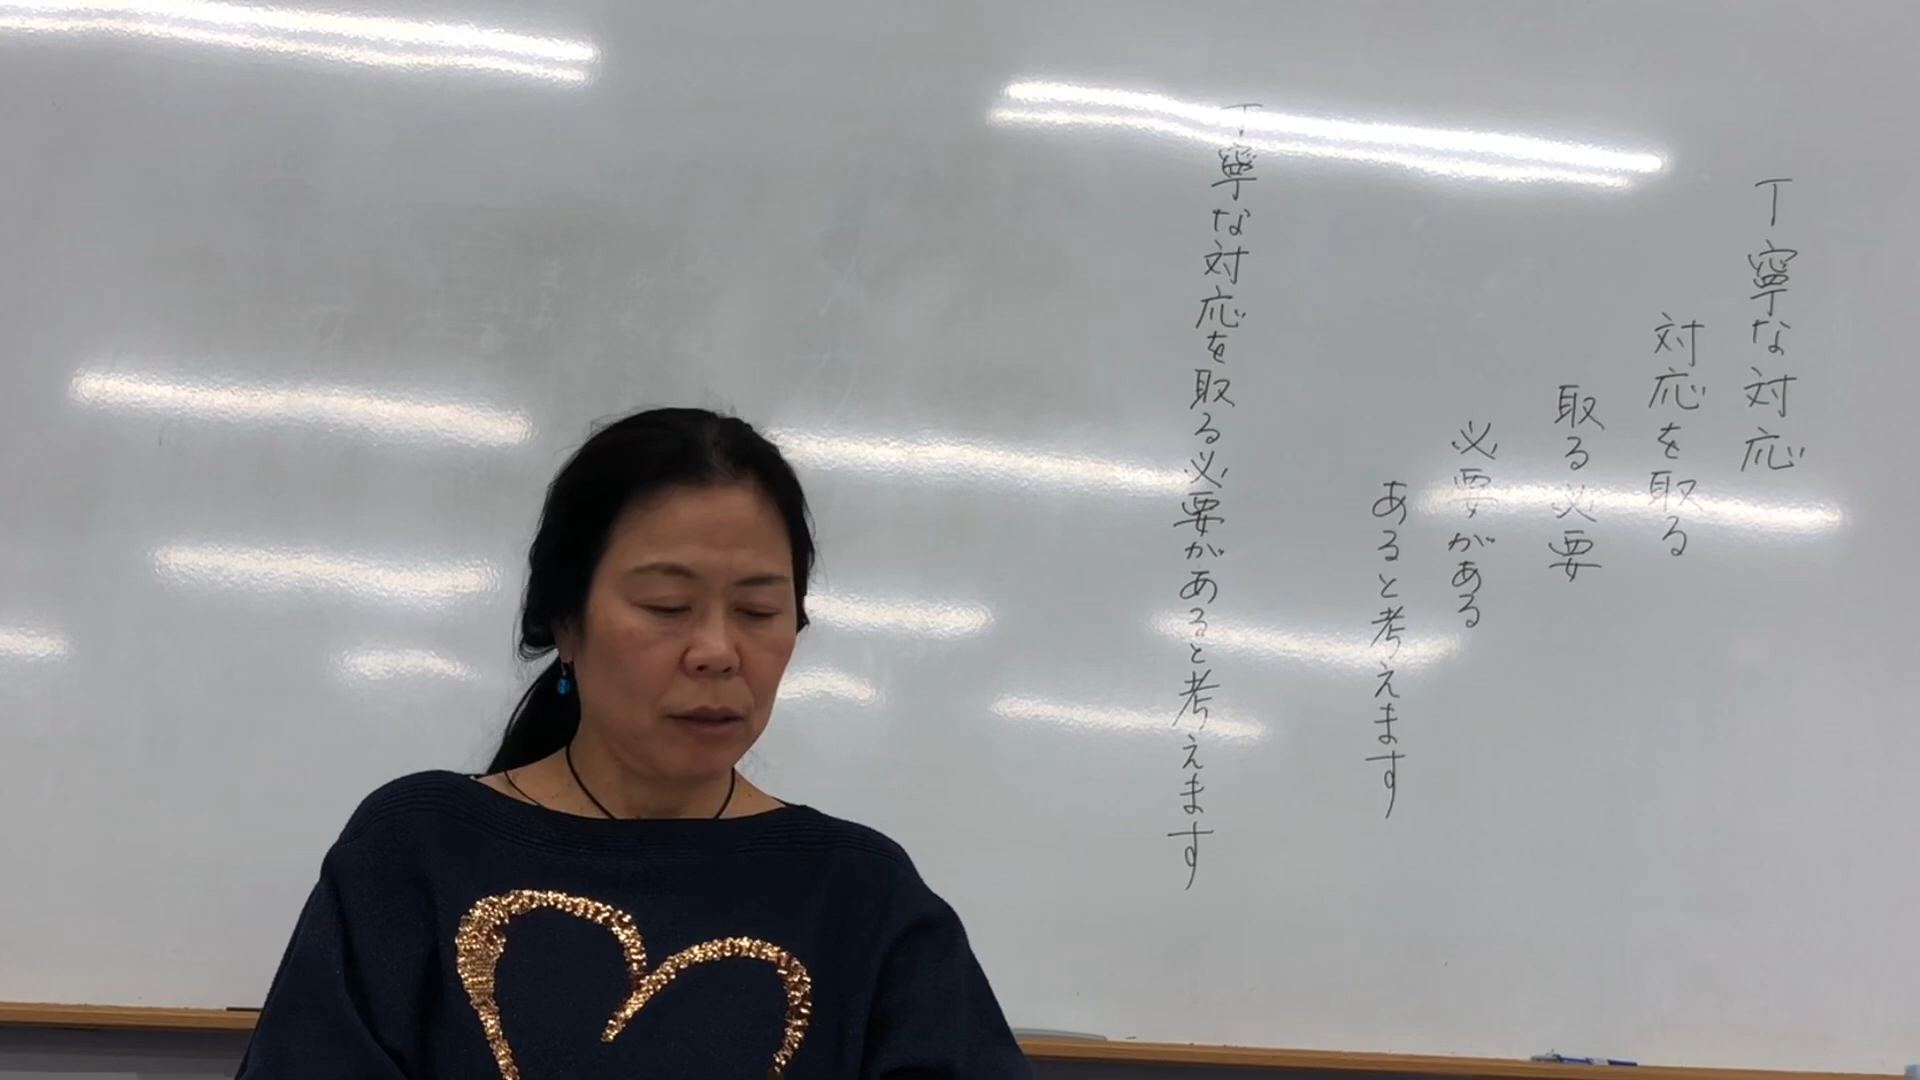 丁寧な対応
対応を取る
取る必要
必要がある
あると考えます
丁寧な対応を取る必要があると考えます